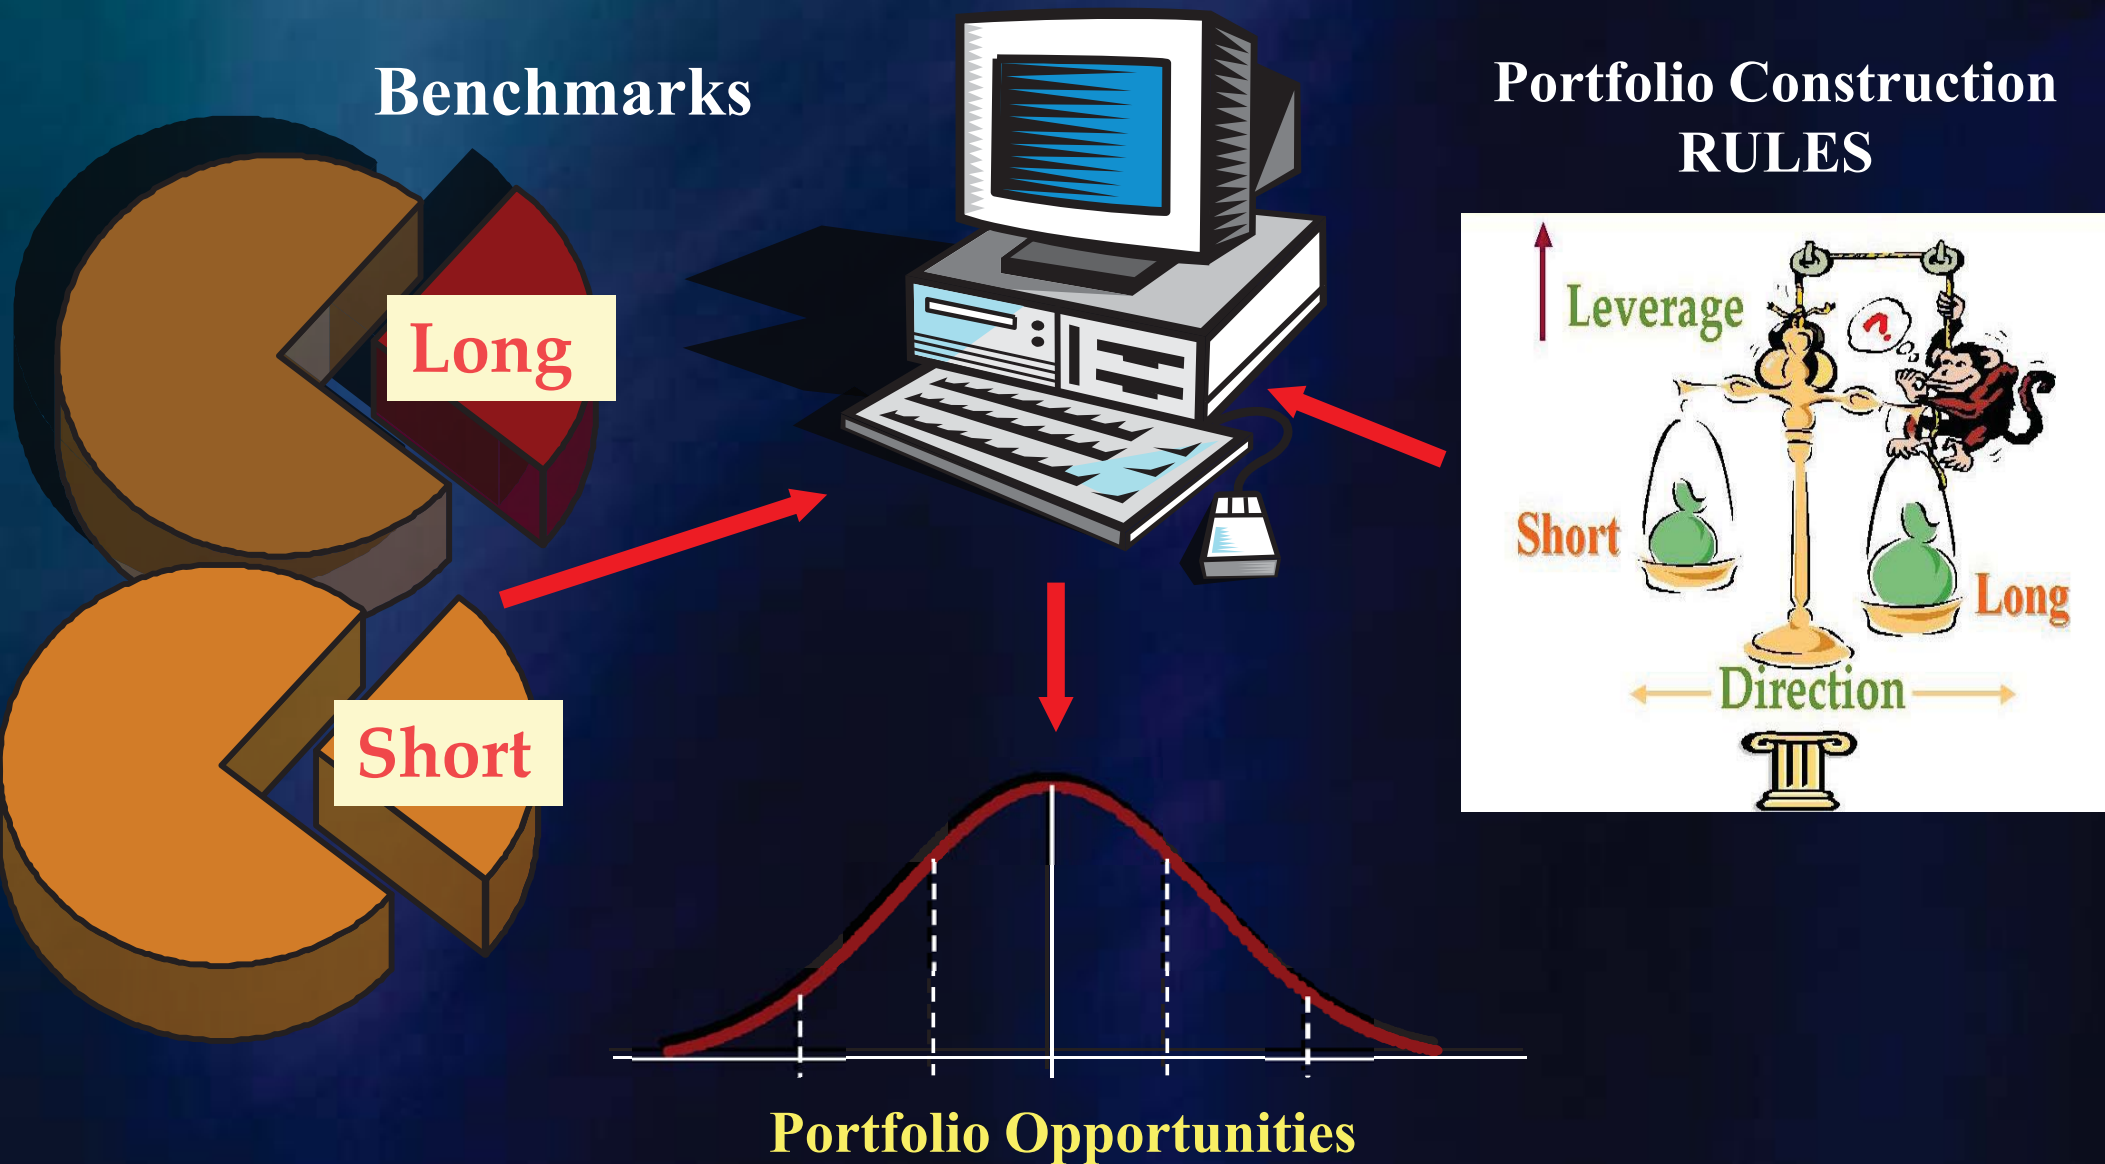 Benchmarks
Long
Short
Portfolio Construction
RULES
Leverage
?
Short
Long
Direction
Portfolio Opportunities